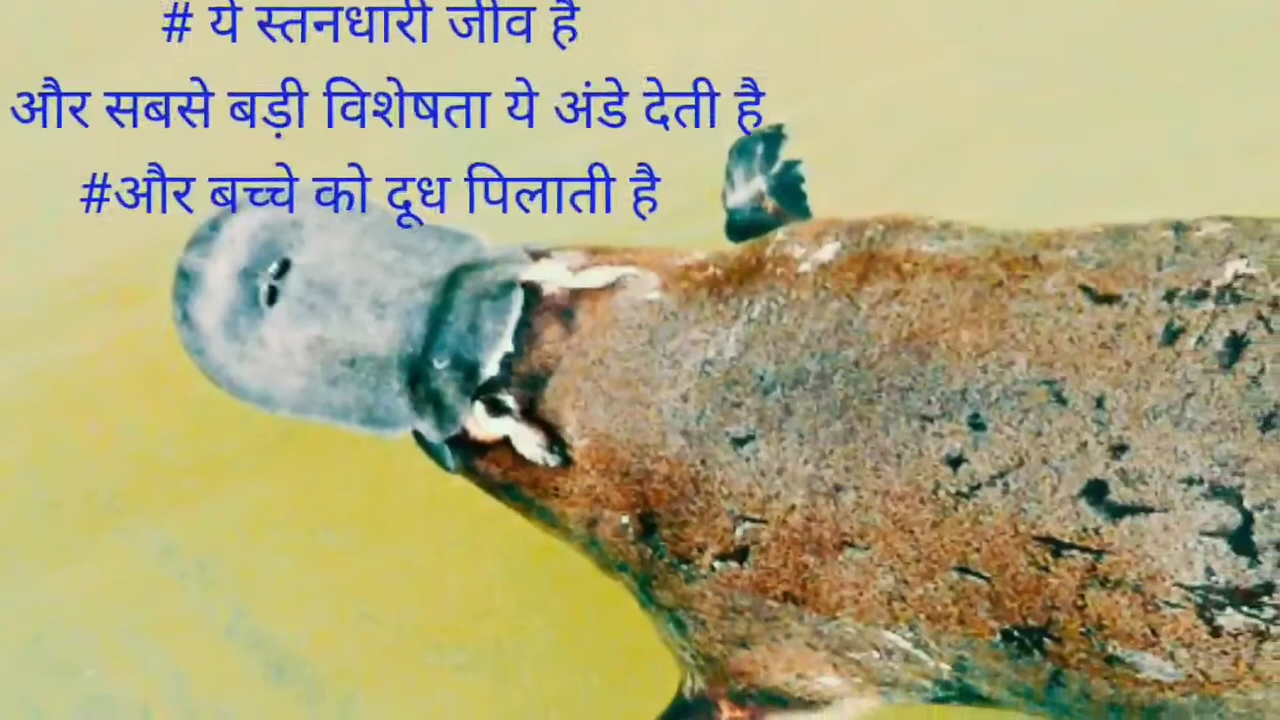 # ये स्तनधारी जीव है
और सबसे बड़ी विशेषता ये अंडे देती है
#और बच्चे को दूध पिलाती है